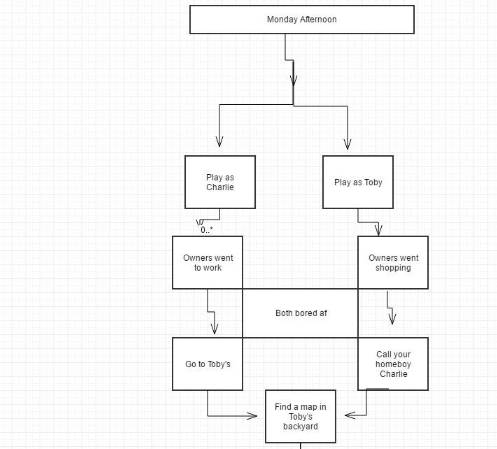 Monday Afternoon
Play as
Charlie
Play as Toby
0..*
Owners went
to work
Owners went
shopping
Both bored af
Go to Toby's
Call your
homeboy
Charlie
Find a map in
Toby's
backyard